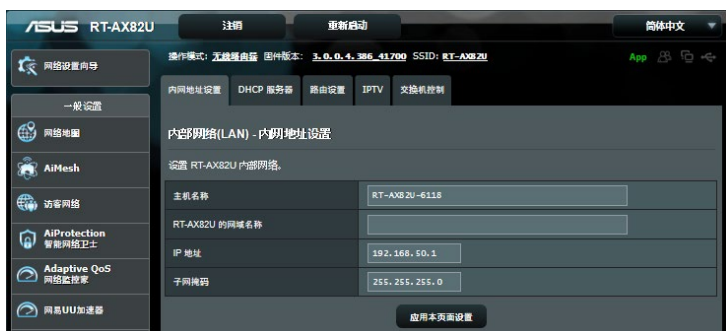 ASUS RT-AX82U 注销 重新启动 简体中文
操作模式: 无线路由器 固件版本: 3.0.0.4.386_41700 SSID: RT-AX82U App
网络设置向导
内网地址设置 DHCP 服务器 路由设置 IPTV 交换机控制
一般设置
网络地图
内部网络(LAN) - 内网地址设置
AiMesh
设置 RT-AX82U 内部网络。
访客网络
主机名称 RT-AX82U-6118
RT-AX82U 的网域名称
AiProtection
智能网络卫士
IP 地址 192.168.50.1
Adaptive QoS
网络监控家
子网掩码 255.255.255.0
网易UU加速器
应用本页面设置